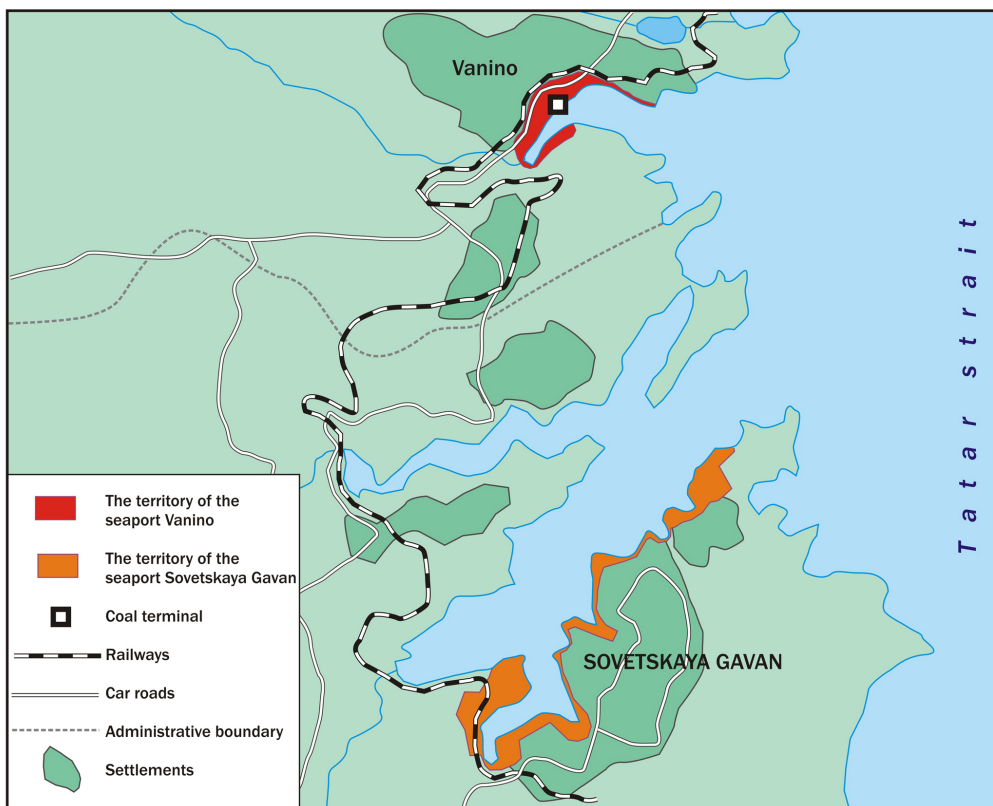 Vanino
Tatar strait
SOVETSKAYA GAVAN
The territory of the
seaport Vanino
The territory of the
seaport Sovetskaya Gavan
Coal terminal
Railways
Car roads
Administrative boundary
Settlements